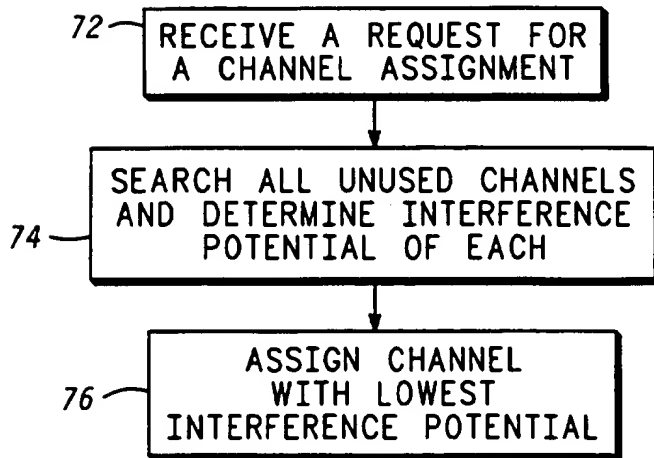 72
RECEIVE A REQUEST FOR
A CHANNEL ASSIGNMENT
74
SEARCH ALL UNUSED CHANNELS
AND DETERMINE INTERFERENCE
POTENTIAL OF EACH
76
ASSIGN CHANNEL
WITH LOWEST
INTERFERENCE POTENTIAL